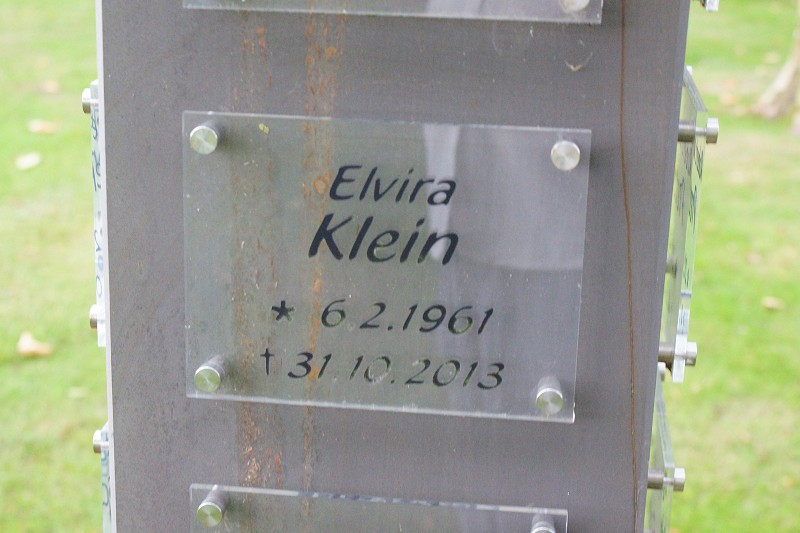 Elvira
Klein
* 6.2.1961
† 31.10.2013